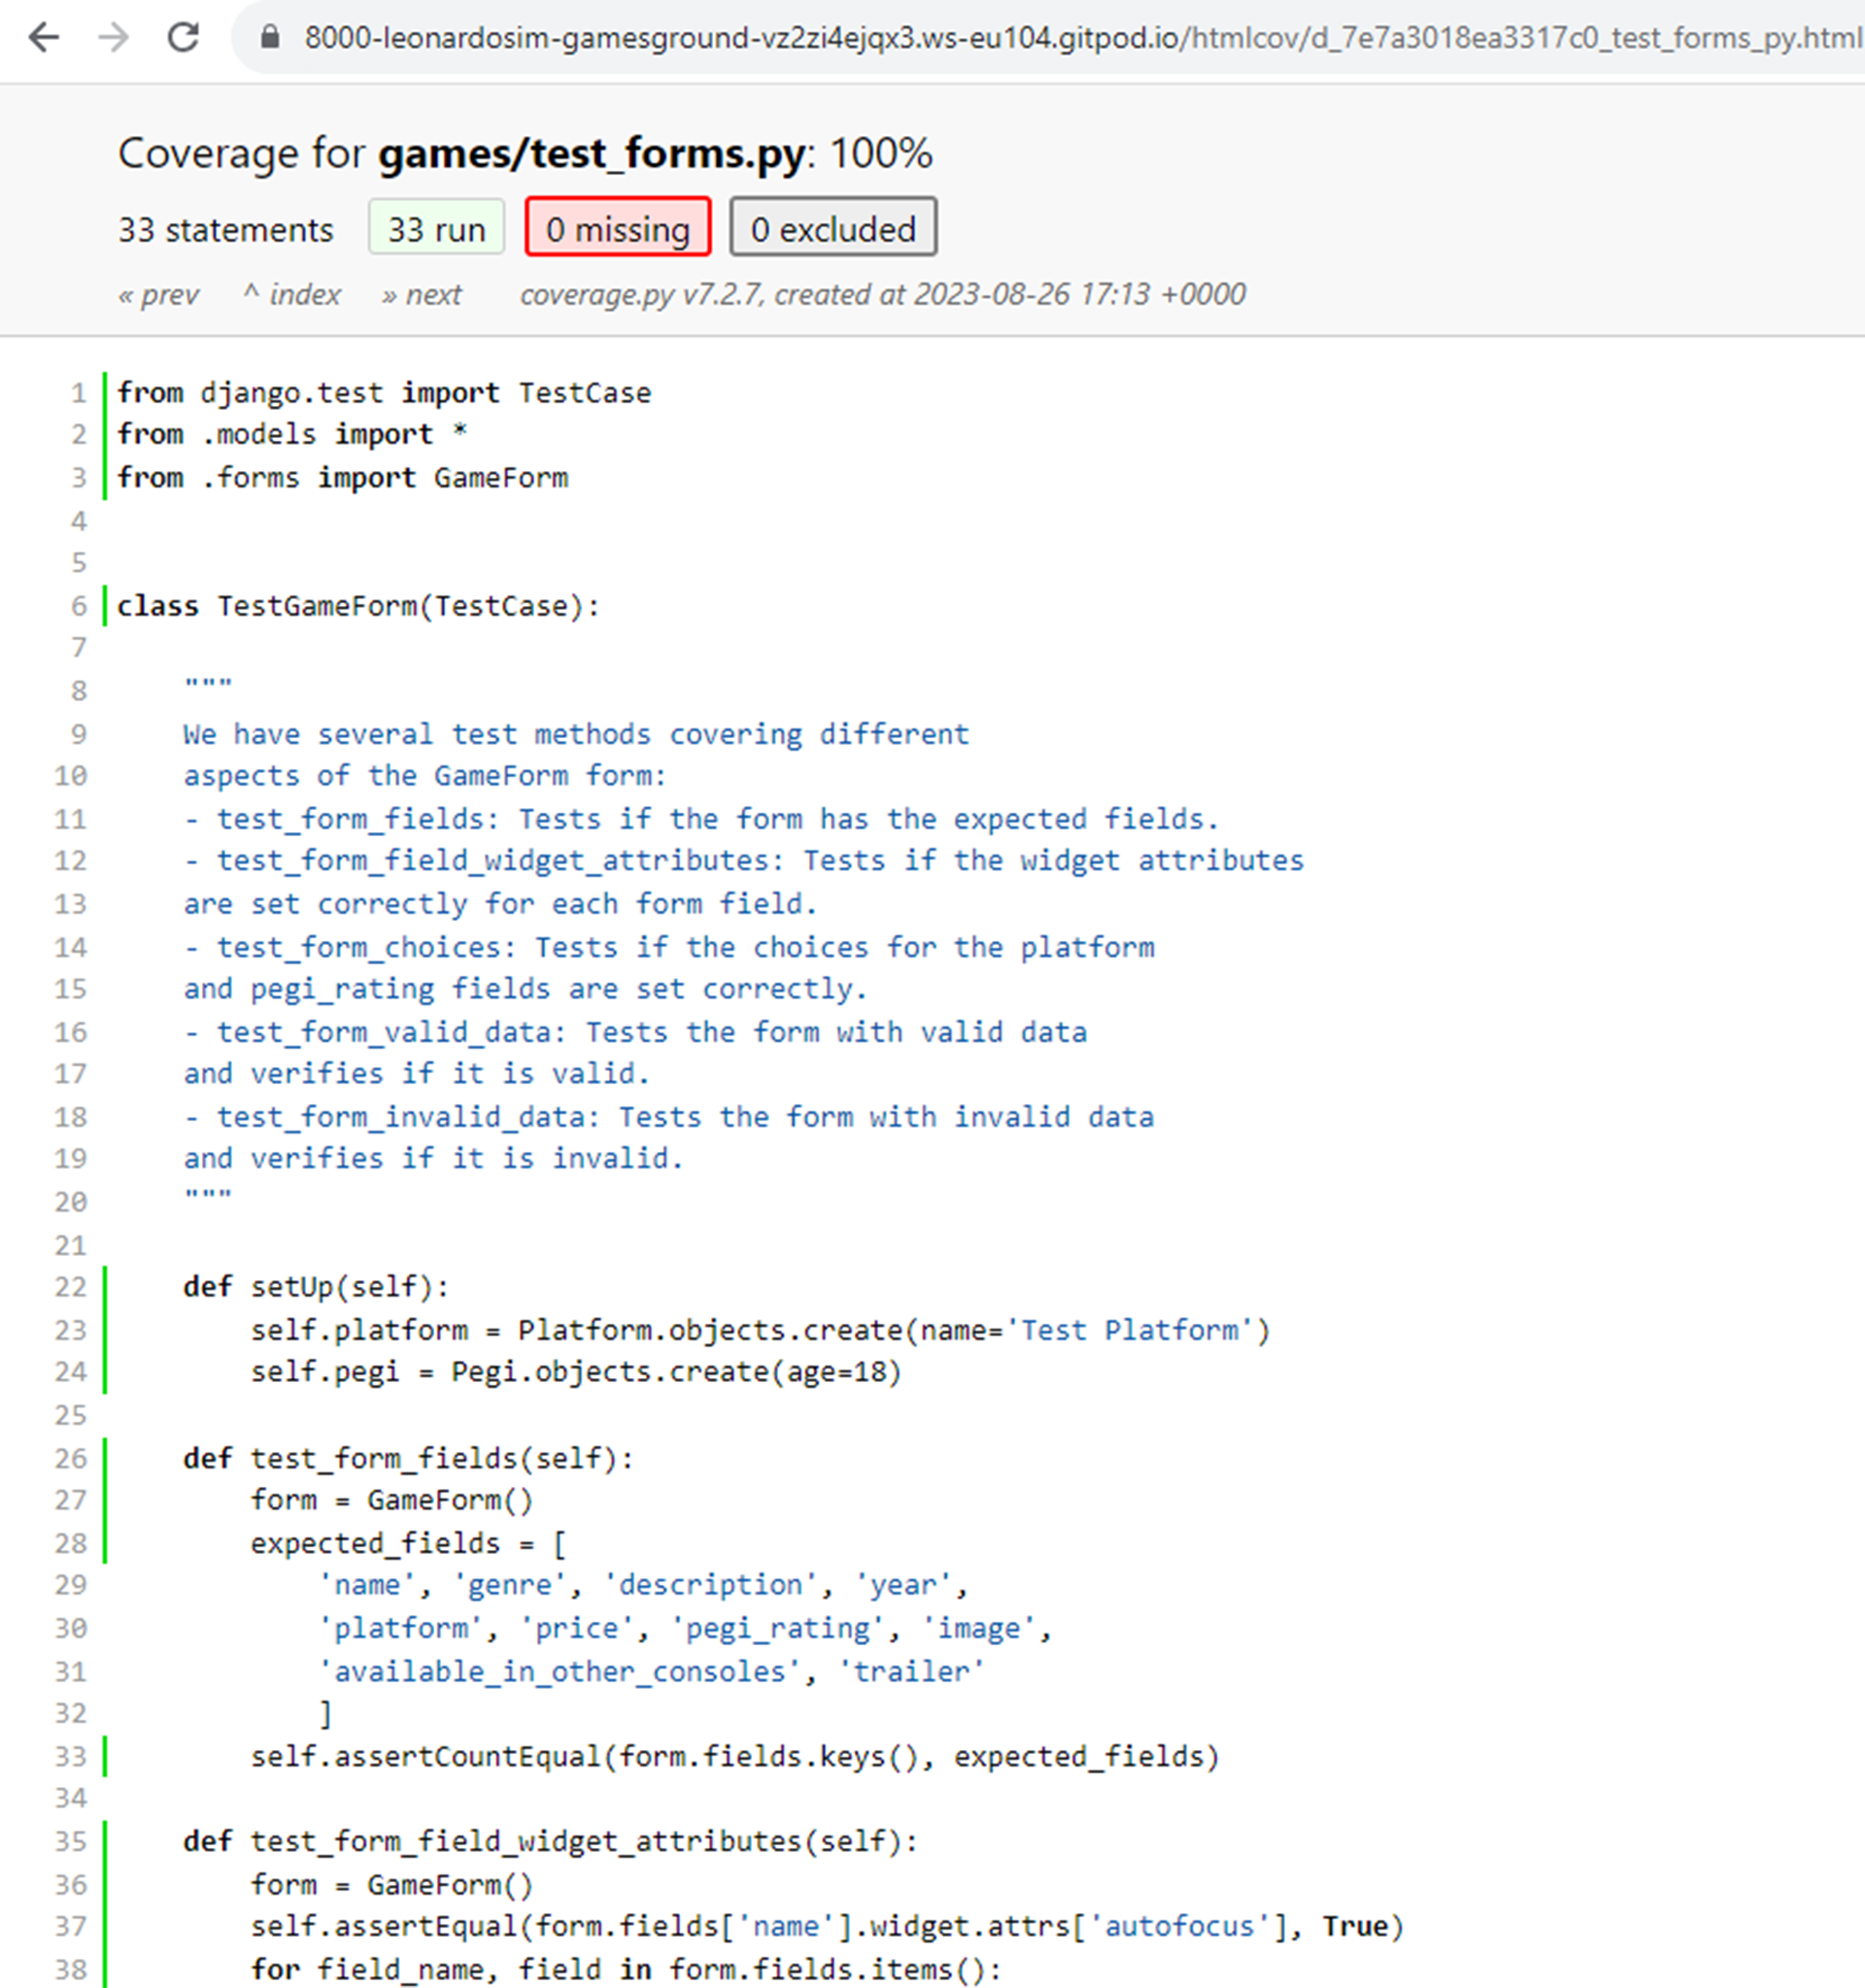 8000-leonardosim-gamesground-vz2zi4ejqx3.ws-eu104.gitpod.io/htmlcov/d_7e7a3018ea3317c0_test_forms_py.html
Coverage for games/test_forms.py: 100%
33 statements 33 run 0 missing 0 excluded
« prev ^ index » next coverage.py v7.2.7, created at 2023-08-26 17:13 +0000
1 from django.test import TestCase
2 from .models import *
3 from .forms import GameForm
4
5
6 class TestGameForm(TestCase):
7
8 """
9 We have several test methods covering different
10 aspects of the GameForm form:
11 - test_form_fields: Tests if the form has the expected fields.
12 - test_form_field_widget_attributes: Tests if the widget attributes
13 are set correctly for each form field.
14 - test_form_choices: Tests if the choices for the platform
15 and pegi_rating fields are set correctly.
16 - test_form_valid_data: Tests the form with valid data
17 and verifies if it is valid.
18 - test_form_invalid_data: Tests the form with invalid data
19 and verifies if it is invalid.
20 """
21
22 def setUp(self):
23 self.platform = Platform.objects.create(name='Test Platform')
24 self.pegi = Pegi.objects.create(age=18)
25
26 def test_form_fields(self):
27 form = GameForm()
28 expected_fields = [
29 'name', 'genre', 'description', 'year',
30 'platform', 'price', 'pegi_rating', 'image',
31 'available_in_other_consoles', 'trailer'
32 ]
33 self.assertCountEqual(form.fields.keys(), expected_fields)
34
35 def test_form_field_widget_attributes(self):
36 form = GameForm()
37 self.assertEqual(form.fields['name'].widget.attrs['autofocus'], True)
38 for field_name, field in form.fields.items():